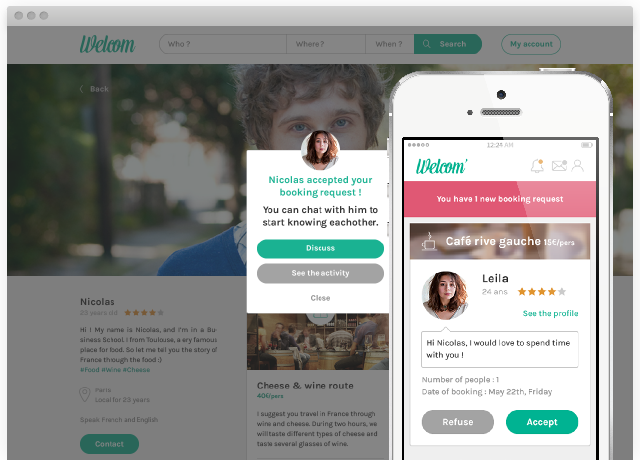 Welcom
Who ?
Where ?
When ?
Search
My account
Back
Nicolas accepted your
booking request !
You can chat with him to
start knowing eachother.
Discuss
See the activity
Close
Nicolas
23 years old
Hi ! My name is Nicolas, and I'm in a Bu-
siness School. I from Toulouse, a ery famous
place for bod. So let me tell you the story of
France though the food :)
#Food #Wine #Cheese
Paris
Local for 23 years
Speak French and English
Contact
Cheese & wine route
40€/pers
I suggest you travel in France through
wine and cheese. During two hours, we
will taste different types of cheese and
taste several glasses of wine.
12:24 AM
Welcom'
You have 1 new booking request
Café rive gauche 15€/pers
Leila
24 ans
See the profile
Hi Nicolas, I would love to spend time
with you !
Number of people : 1
Date of booking : May 22th, Friday
Refuse
Accept